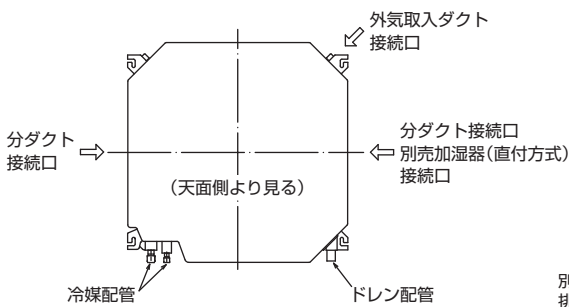 外気取入ダクト
接続口
分ダクト
接続口
分ダクト接続口
別売加湿器(直付方式)
接続口
(天面側より見る)
冷媒配管
ドレン配管
別